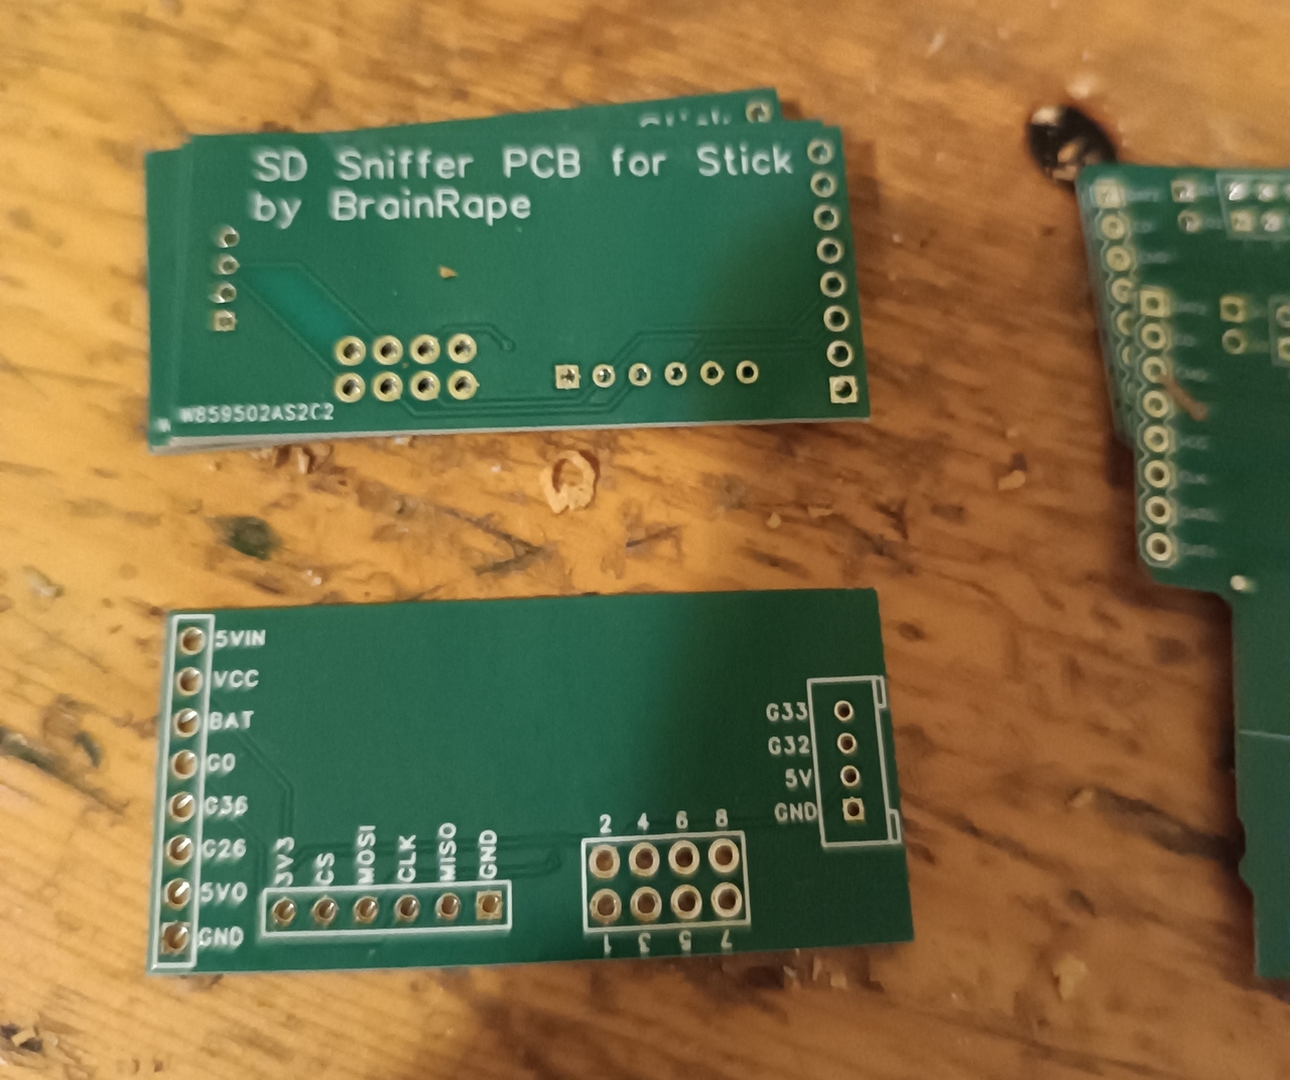 SD Sniffer PCB for Stick
by BrainRape
W859502AS2C2
5VIN
VCC
BAT
G0
G36
G26
5VO
GND
3V3
CS
MOSI
CLK
MISO
GND
2 4 6 8
1 3 5 7
G33
G32
5V
GND